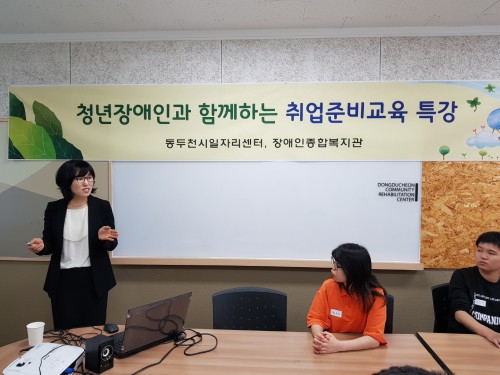 청년장애인과 함께하는 취업준비교육 특강
동두천시일자리센터, 장애인종합복지관
DONGDUCHEON
COMMUNITY
REHABILITATION
CENTER